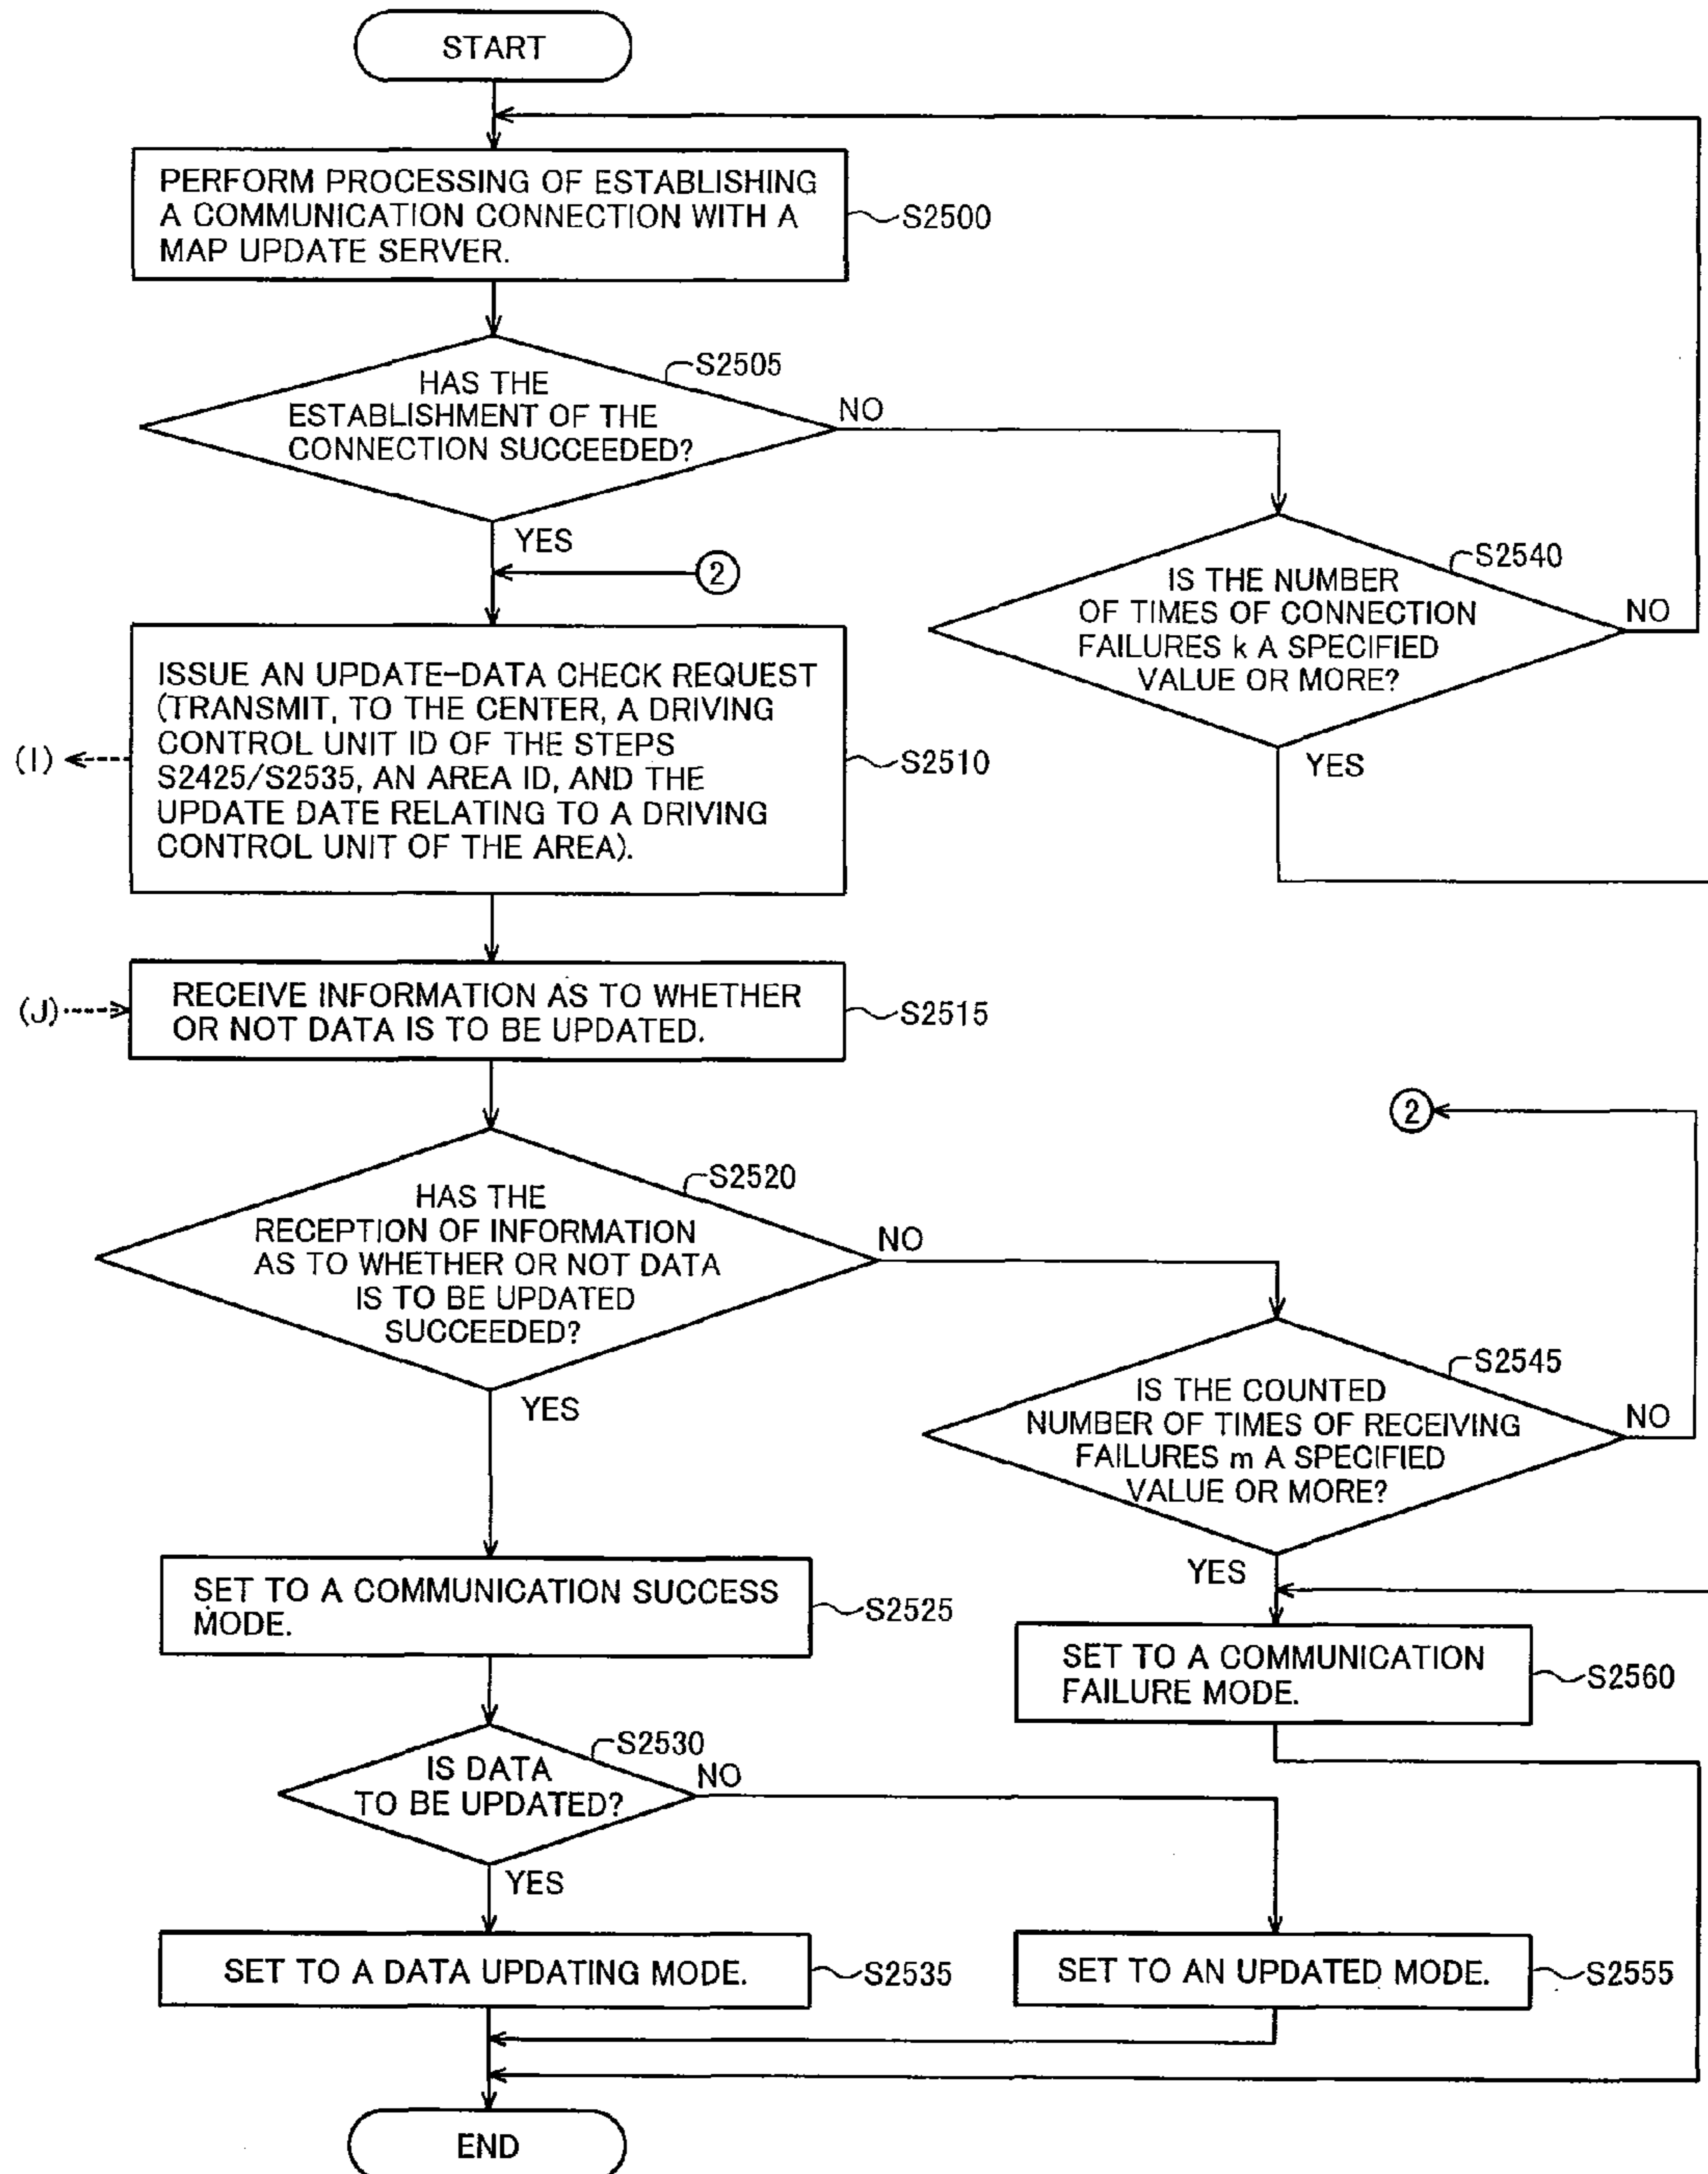 START
PERFORM PROCESSING OF ESTABLISHING
A COMMUNICATION CONNECTION WITH A
MAP UPDATE SERVER.
S2500
S2505
HAS THE
ESTABLISHMENT OF THE
CONNECTION SUCCEEDED?
NO
YES
2
S2540
IS THE NUMBER
OF TIMES OF CONNECTION
FAILURES k A SPECIFIED
VALUE OR MORE?
NO
YES
ISSUE AN UPDATE-DATA CHECK REQUEST
(TRANSMIT, TO THE CENTER, A DRIVING
CONTROL UNIT ID OF THE STEPS
S2425/S2535, AN AREA ID, AND THE
UPDATE DATE RELATING TO A DRIVING
CONTROL UNIT OF THE AREA).
(I)
S2510
(J)
RECEIVE INFORMATION AS TO WHETHER
OR NOT DATA IS TO BE UPDATED.
S2515
2
S2520
HAS THE
RECEPTION OF INFORMATION
AS TO WHETHER OR NOT DATA
IS TO BE UPDATED
SUCCEEDED?
NO
YES
S2545
IS THE COUNTED
NUMBER OF TIMES OF RECEIVING
FAILURES m A SPECIFIED
VALUE OR MORE?
NO
YES
SET TO A COMMUNICATION SUCCESS
MODE.
S2525
SET TO A COMMUNICATION
FAILURE MODE.
S2560
S2530
IS DATA
TO BE UPDATED?
NO
YES
SET TO A DATA UPDATING MODE.
S2535
SET TO AN UPDATED MODE.
S2555
END